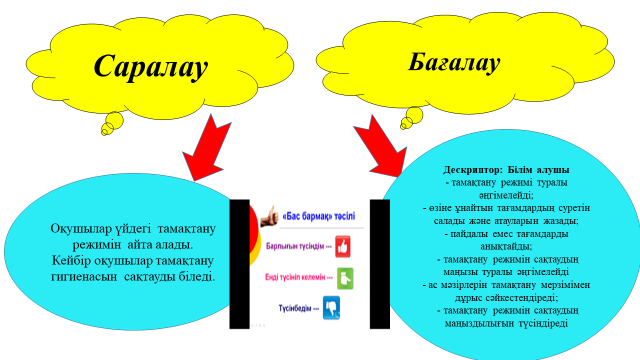 Саралау
Бағалау
Оқушылар үйдегі тамақтану
режимін айта алады.
Кейбір оқушылар тамақтану
гигиенасын сақтауды біледі.
«Бас бармақ» тәсілі
Барлығын түсіндім ---
Енді түсініп келемін ---
Түсінбедім ---
Дескриптор: Білім алушы
- тамақтану режимі туралы
әңгімелейді;
- өзіне ұнайтын тағамдардың суретін
салады және атауларын жазады;
- пайдалы емес тағамдарды
анықтайды;
- тамақтану режимін сақтаудың
маңызы туралы әңгімелейді
- ас мәзірлерін тамақтану мерзімімен
дұрыс сәйкестендіреді;
- тамақтану режимін сақтаудың
маңыздылығын түсіндіреді